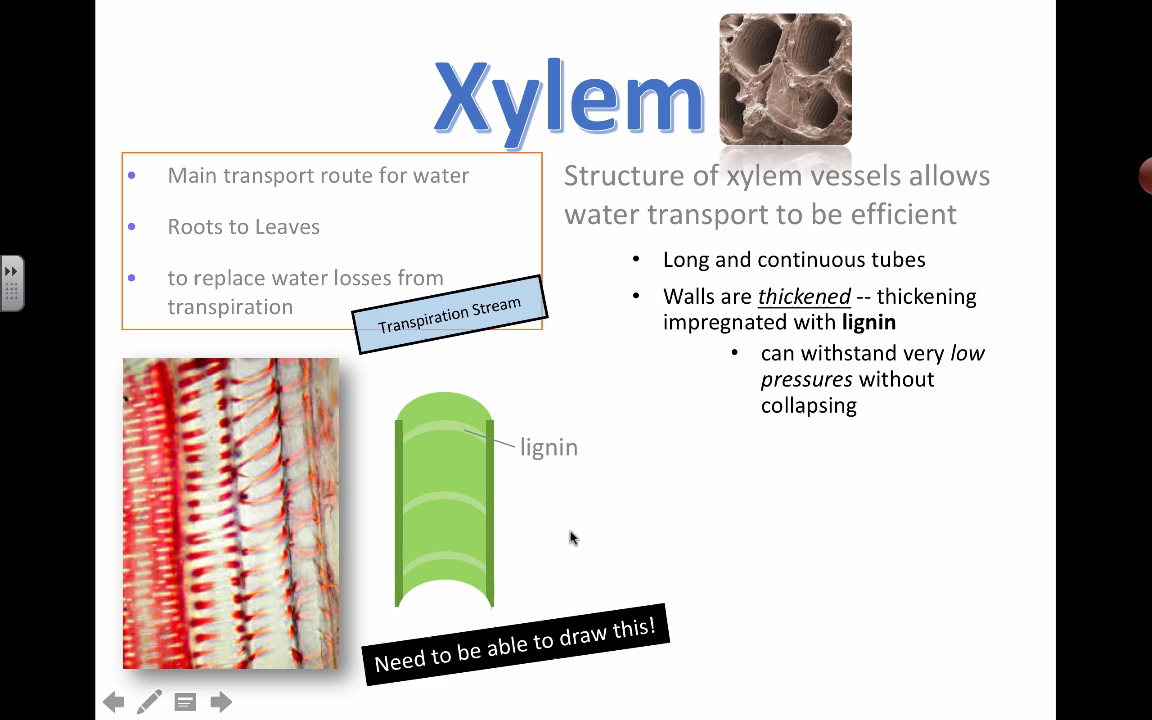 Xylem
• Main transport route for water
• Roots to Leaves
• to replace water losses from
transpiration
Transpiration Stream
Structure of xylem vessels allows
water transport to be efficient
• Long and continuous tubes
• Walls are thickened -- thickening
impregnated with lignin
• can withstand very low
pressures without
collapsing
lignin
Need to be able to draw this!